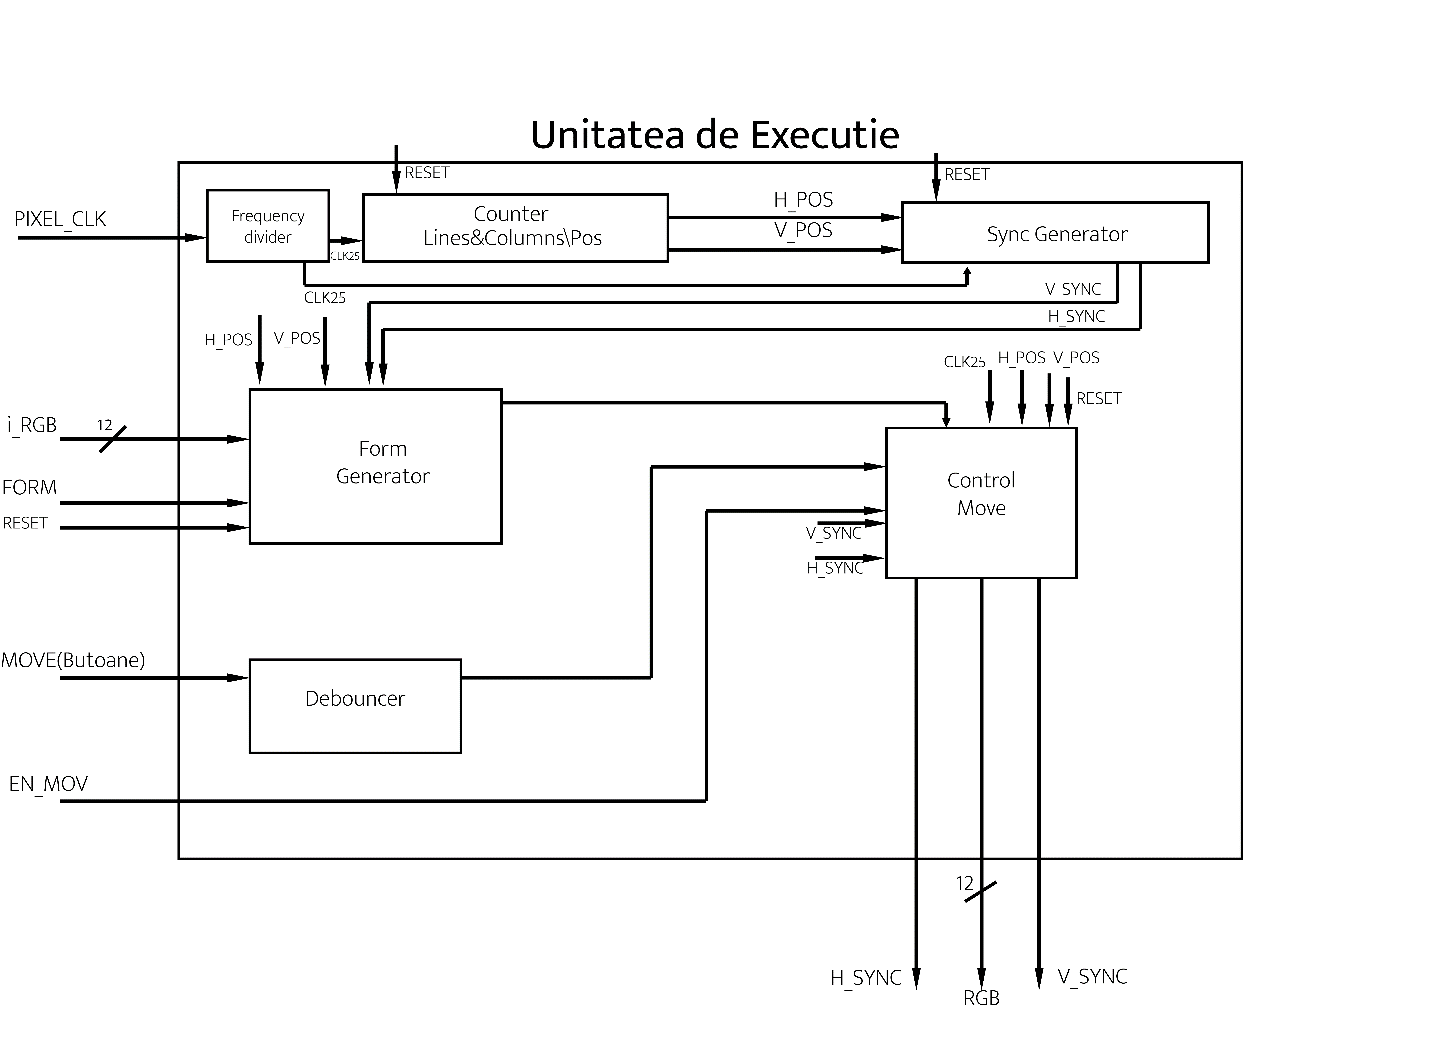 Unitatea de Executie
RESET
RESET
PIXEL_CLK
Frequency
divider
Counter
Lines&Columns\Pos
H_POS
V_POS
Sync Generator
CLK25
CLK25
V_SYNC
H_SYNC
H_POS
V_POS
CLK25
H_POS
V_POS
RESET
i_RGB
12
Form
Generator
FORM
RESET
Control
Move
V_SYNC
H_SYNC
MOVE(Butoane)
Debouncer
EN_MOV
12
H_SYNC
V_SYNC
RGB